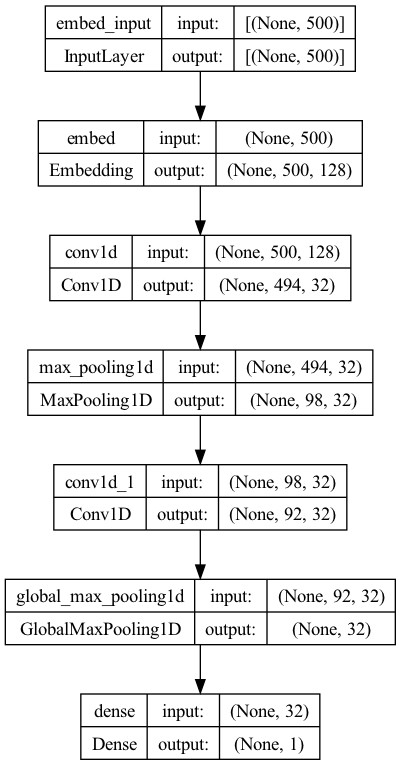 embed_input input: [(None, 500)]
InputLayer output: [(None, 500)]
embed input: (None, 500)
Embedding output: (None, 500, 128)
conv1d input: (None, 500, 128)
Conv1D output: (None, 494, 32)
max_pooling1d input: (None, 494, 32)
MaxPooling1D output: (None, 98, 32)
conv1d_1 input: (None, 98, 32)
Conv1D output: (None, 92, 32)
global_max_pooling1d input: (None, 92, 32)
GlobalMaxPooling1D output: (None, 32)
dense input: (None, 32)
Dense output: (None, 1)